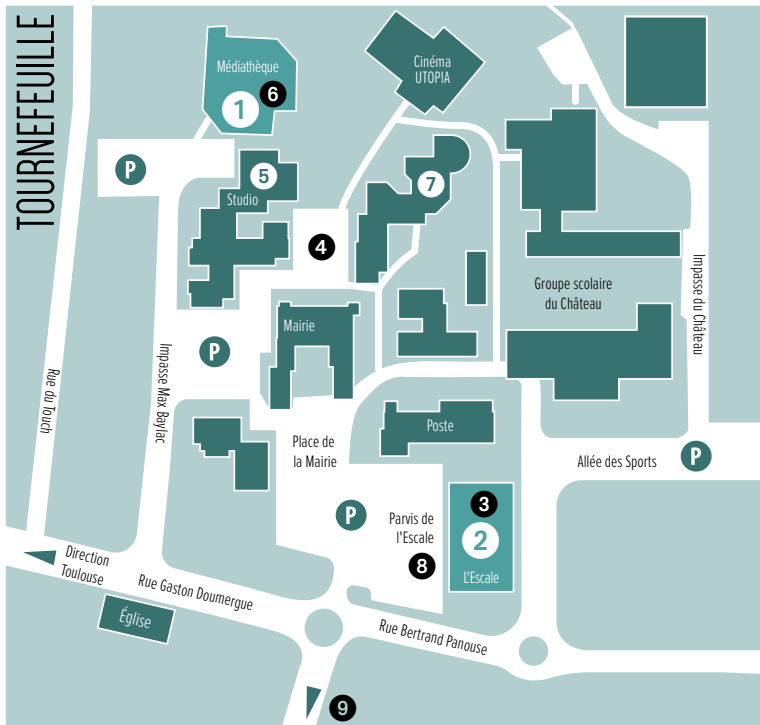 TOURNEFEUILLE
Médiathèque
1
6
Cinéma
UTOPIA
P
5
Studio
7
4
Groupe scolaire
du Château
Impasse du Château
Mairie
P
Impasse Max Baylac
Rue du Touch
Place de
la Mairie
Poste
Allée des Sports
P
P
Parvis de
l'Escale
8
3
2
L'Escale
Direction
Toulouse
Rue Gaston Doumergue
Église
Rue Bertrand Panouse
9